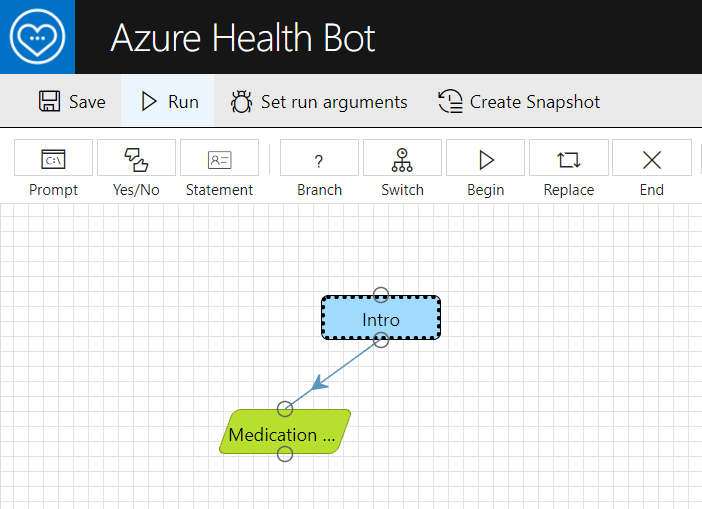 Azure Health Bot
Save Run Set run arguments Create Snapshot
C:\ ?
Prompt Yes/No Statement Branch Switch Begin Replace End
Intro
Medication ...